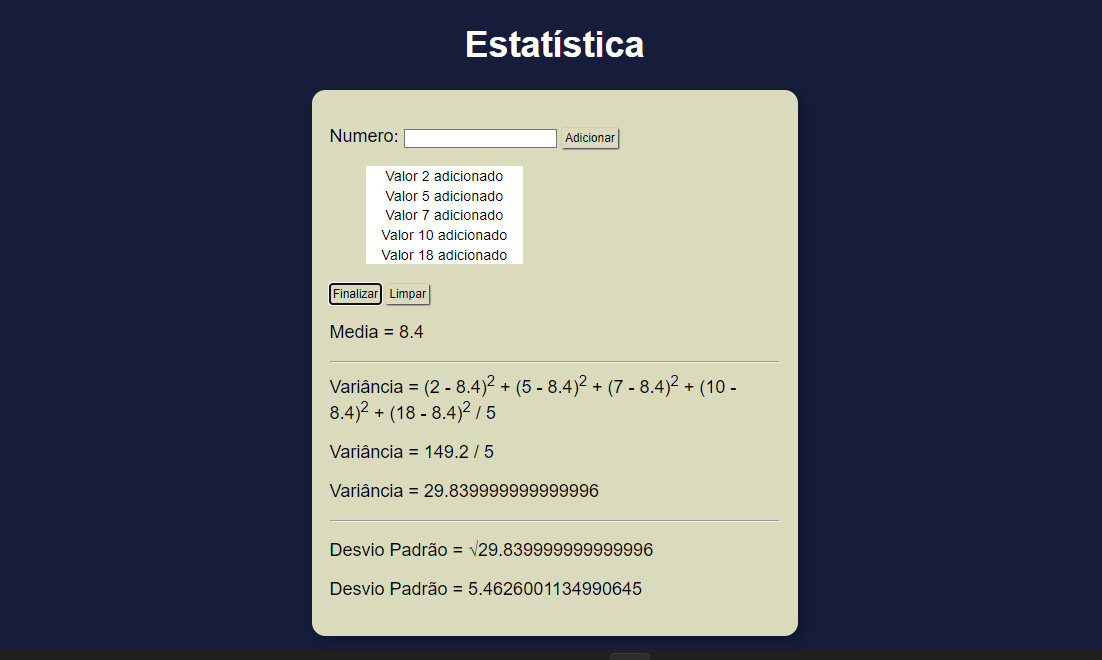 Estatística
Numero: Adicionar
Valor 2 adicionado
Valor 5 adicionado
Valor 7 adicionado
Valor 10 adicionado
Valor 18 adicionado
Finalizar Limpar
Media = 8.4
Variância = (2 - 8.4)² + (5 - 8.4)² + (7 - 8.4)² + (10 -
8.4)² + (18 - 8.4)² / 5
Variância = 149.2 / 5
Variância = 29.839999999999996
Desvio Padrão = √29.839999999999996
Desvio Padrão = 5.4626001134990645